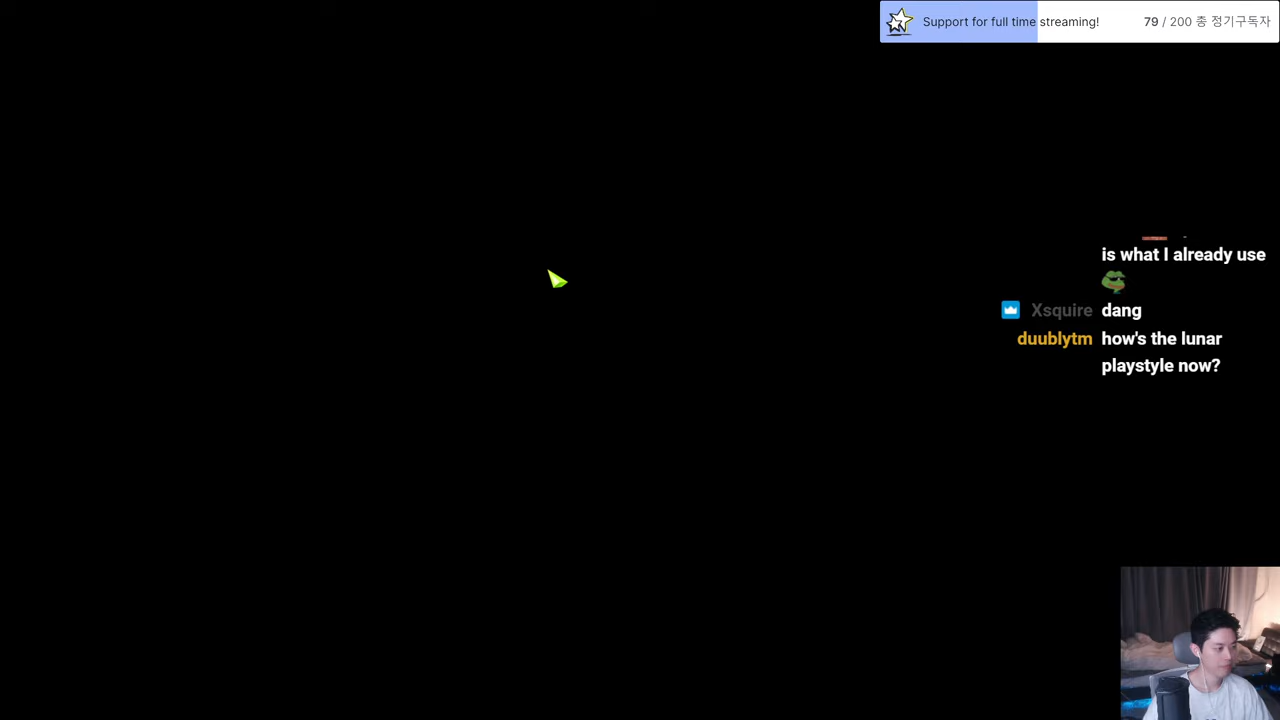 Support for full time streaming! 79 / 200 총 정기구독자
is what I already use
Xsquire dang
duublytm how's the lunar
playstyle now?